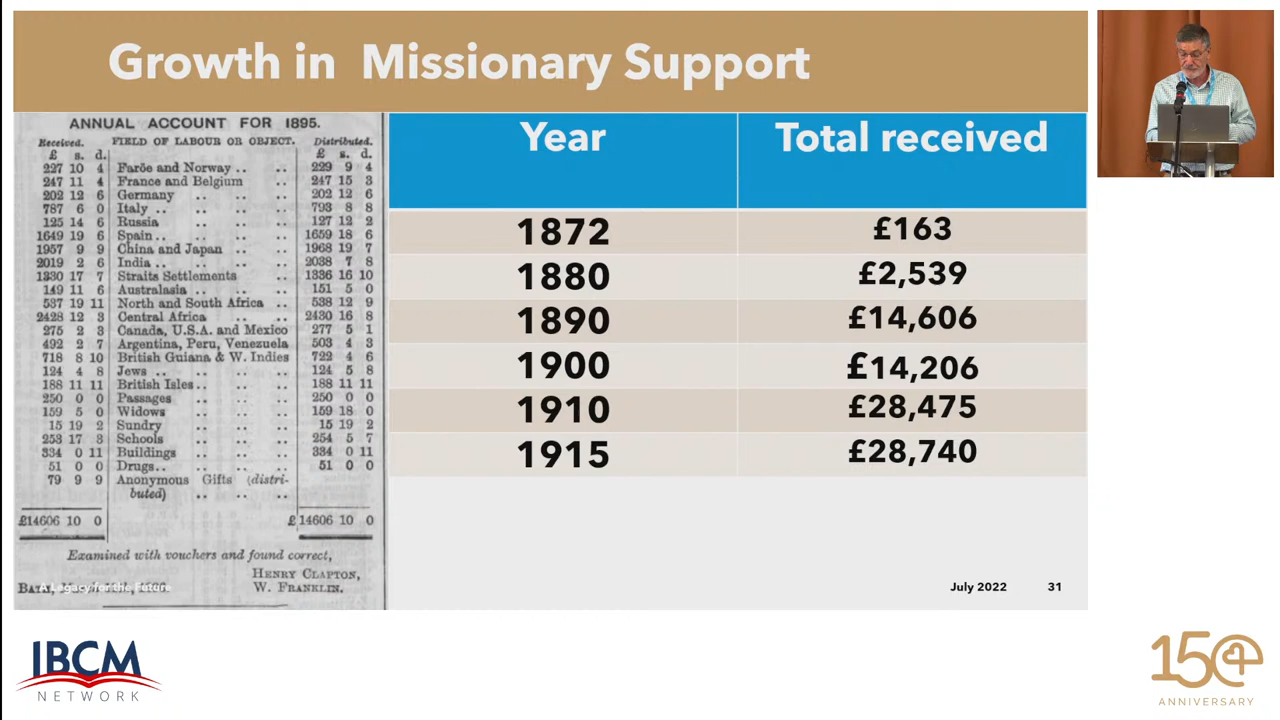 Growth in Missionary Support
ANNUAL ACCOUNT FOR 1895.
Received. FIELD OF LABOUR OR OBJECT. Distributed.
£ s. d. £ s. d.
227 10 4 Faröe and Norway .. .. 229 9 4
247 11 4 France and Belgium .. 247 15 3
202 12 6 Germany .. .. .. 202 12 6
787 6 0 Italy .. .. .. .. 793 8 8
125 14 6 Russia .. .. .. 127 12 2
1649 19 6 Spain .. .. .. .. 1659 18 6
1957 9 9 China and Japan .. .. 1968 19 7
2019 2 6 India .. .. .. .. 2038 7 8
1330 17 7 Straits Settlements .. 1336 16 10
149 11 6 Australasia .. .. .. 151 5 0
537 19 11 North and South Africa .. 538 12 9
2428 12 3 Central Africa .. .. 2430 16 8
275 2 3 Canada, U.S.A. and Mexico 277 5 1
492 2 7 Argentina, Peru, Venezuela 503 4 3
718 8 10 British Guiana & W. Indies 722 4 6
124 4 8 Jews .. .. .. .. 124 5 8
188 11 11 British Isles .. .. .. 188 11 11
250 0 0 Passages .. .. .. 250 0 0
159 5 0 Widows .. .. .. 159 18 0
15 19 2 Sundry .. .. .. 15 19 2
253 17 3 Schools .. .. .. 254 5 7
334 0 11 Buildings .. .. .. 334 0 11
51 0 0 Drugs .. .. .. .. 51 0 0
79 9 9 Anonymous Gifts (distri-
buted) .. .. ..
£14606 10 0 £14606 10 0
Examined with vouchers and found correct,
HENRY CLAPTON,
W. FRANKLIN.
A Legacy for the Future
Year Total received
1872 £163
1880 £2,539
1890 £14,606
1900 £14,206
1910 £28,475
1915 £28,740
July 2022 31
IBCM
NETWORK
150
ANNIVERSARY